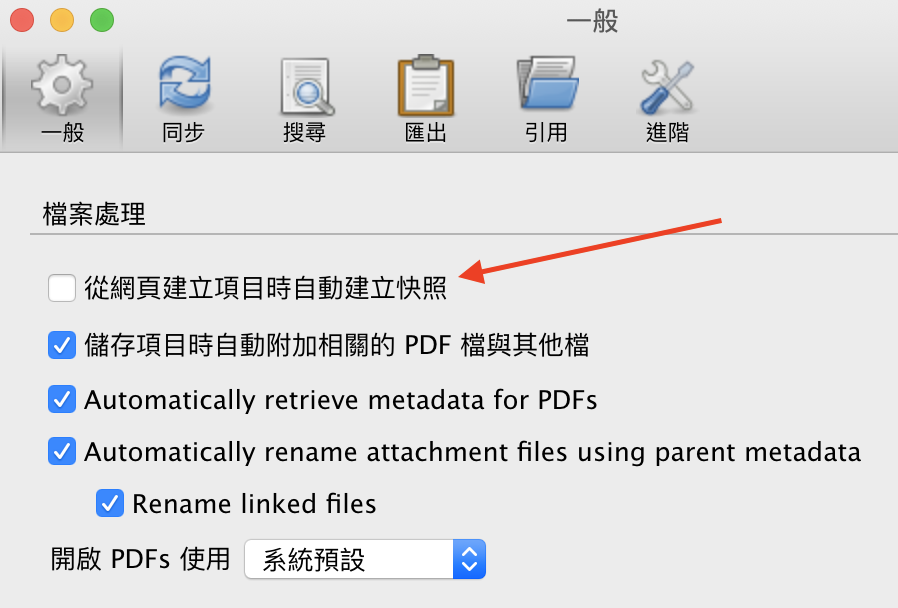 一般
一般
同步
搜尋
匯出
引用
進階
檔案處理
從網頁建立項目時自動建立快照
儲存項目時自動附加相關的 PDF 檔與其他檔
Automatically retrieve metadata for PDFs
Automatically rename attachment files using parent metadata
Rename linked files
開啟 PDFs 使用 系統預設